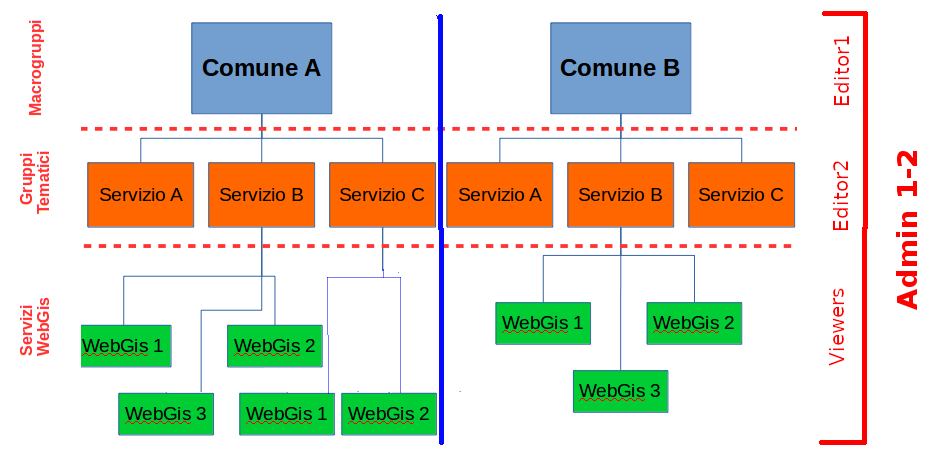 Macrogruppi
Comune A
Comune B
Editor1
Gruppi
Tematici
Servizio A
Servizio B
Servizio C
Servizio A
Servizio B
Servizio C
Editor2
Admin 1-2
Servizi
WebGis
WebGis 1
WebGis 2
WebGis 3
WebGis 1
WebGis 2
WebGis 1
WebGis 2
WebGis 3
Viewers